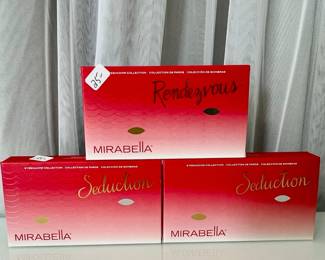 25-
EYESHADOW COLLECTION · COLLECTION DE FARDS · COLECCIÓN DE SOMBRAS
Rendezvous
MIRABELLA
EYESHADOW COLLECTION · COLLECTION DE FARDS · COLECCIÓN DE SOMBRAS
Seduction
MIRABELLA
EYESHADOW COLLECTION · COLLECTION DE FARDS · COLECCIÓN DE SOMBRAS
Seduction
MIRABELLA